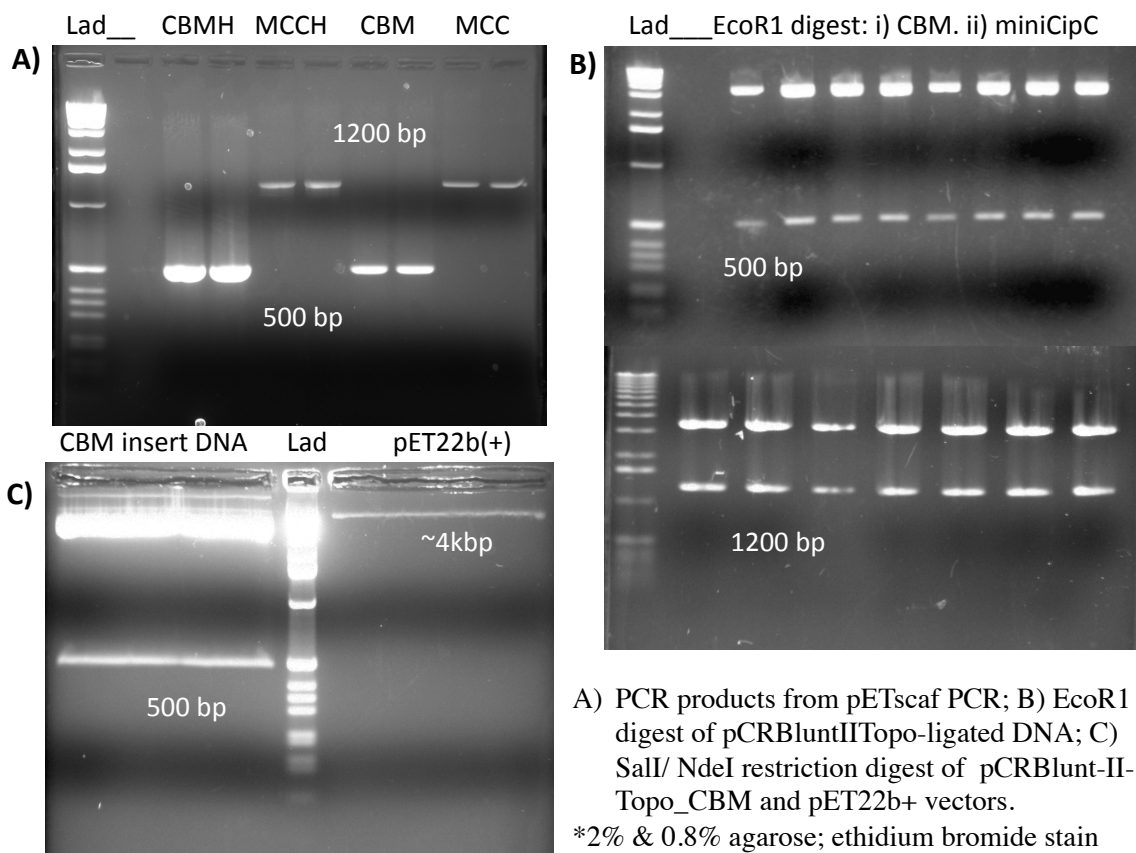 Lad__ CBMH MCCH CBM MCC
A)
1200 bp
500 bp
Lad___EcoR1 digest: i) CBM. ii) miniCipC
B)
500 bp
1200 bp
CBM insert DNA Lad pET22b(+)
C)
~4kbp
500 bp
A) PCR products from pETscaf PCR; B) EcoR1
digest of pCRBluntIITopo-ligated DNA; C)
SalI/ NdeI restriction digest of pCRBlunt-II-
Topo_CBM and pET22b+ vectors.
*2% & 0.8% agarose; ethidium bromide stain